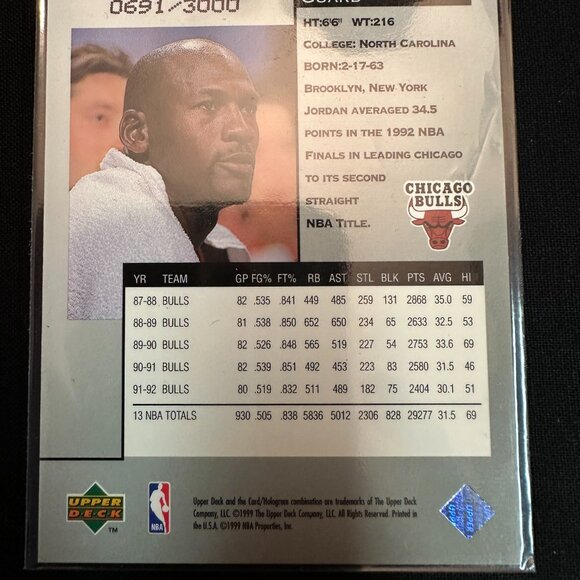 0691/3000
GUARD
HT:6'6" WT:216
COLLEGE: NORTH CAROLINA
BORN:2-17-63
BROOKLYN, NEW YORK
JORDAN AVERAGED 34.5
POINTS IN THE 1992 NBA
FINALS IN LEADING CHICAGO
TO ITS SECOND
STRAIGHT
NBA TITLE.
CHICAGO
BULLS
YR TEAM GP FG% FT% RB AST STL BLK PTS AVG HI
87-88 BULLS 82 .535 .841 449 485 259 131 2868 35.0 59
88-89 BULLS 81 .538 .850 652 650 234 65 2633 32.5 53
89-90 BULLS 82 .526 .848 565 519 227 54 2753 33.6 69
90-91 BULLS 82 .539 .851 492 453 223 83 2580 31.5 46
91-92 BULLS 80 .519 .832 511 489 182 75 2404 30.1 51
13 NBA TOTALS 930 .505 .838 5836 5012 2306 828 29277 31.5 69
UPPER
DECK
TM
NBA
Upper Deck and the Card/Hologram combination are trademarks of The Upper Deck
Company, LLC. ©1999 The Upper Deck Company, LLC. All Rights Reserved. Printed in
the U.S.A. ©1999 NBA Properties, Inc.